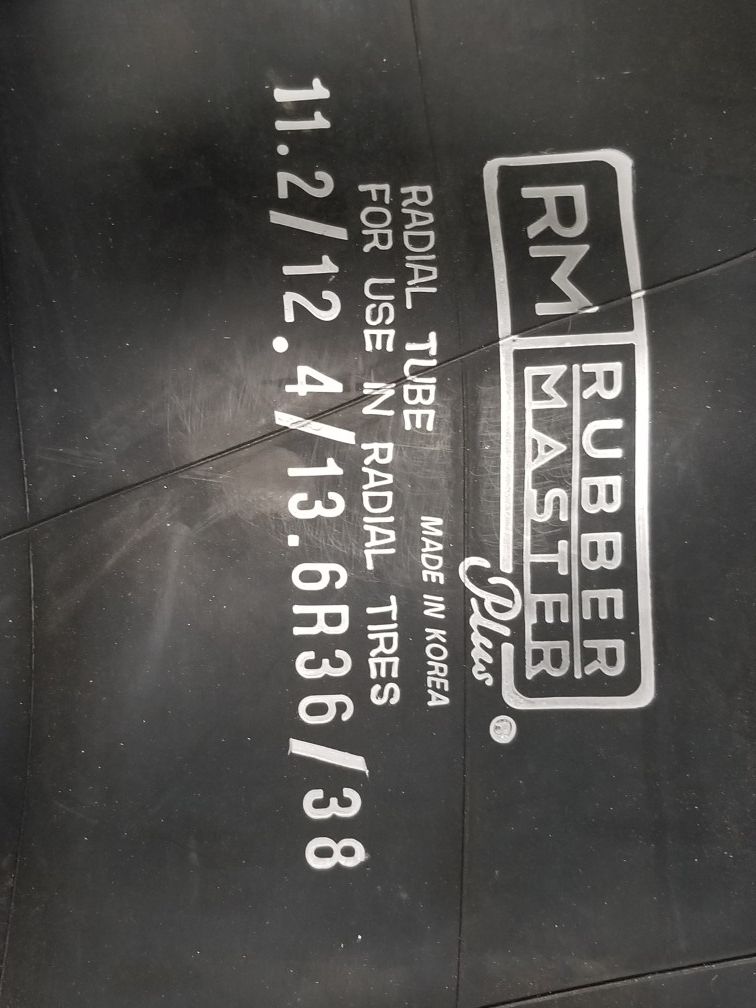 RM RUBBER
MASTER
Plus ®
MADE IN KOREA
RADIAL TUBE
FOR USE IN RADIAL TIRES
11.2/12.4/13.6R36/38